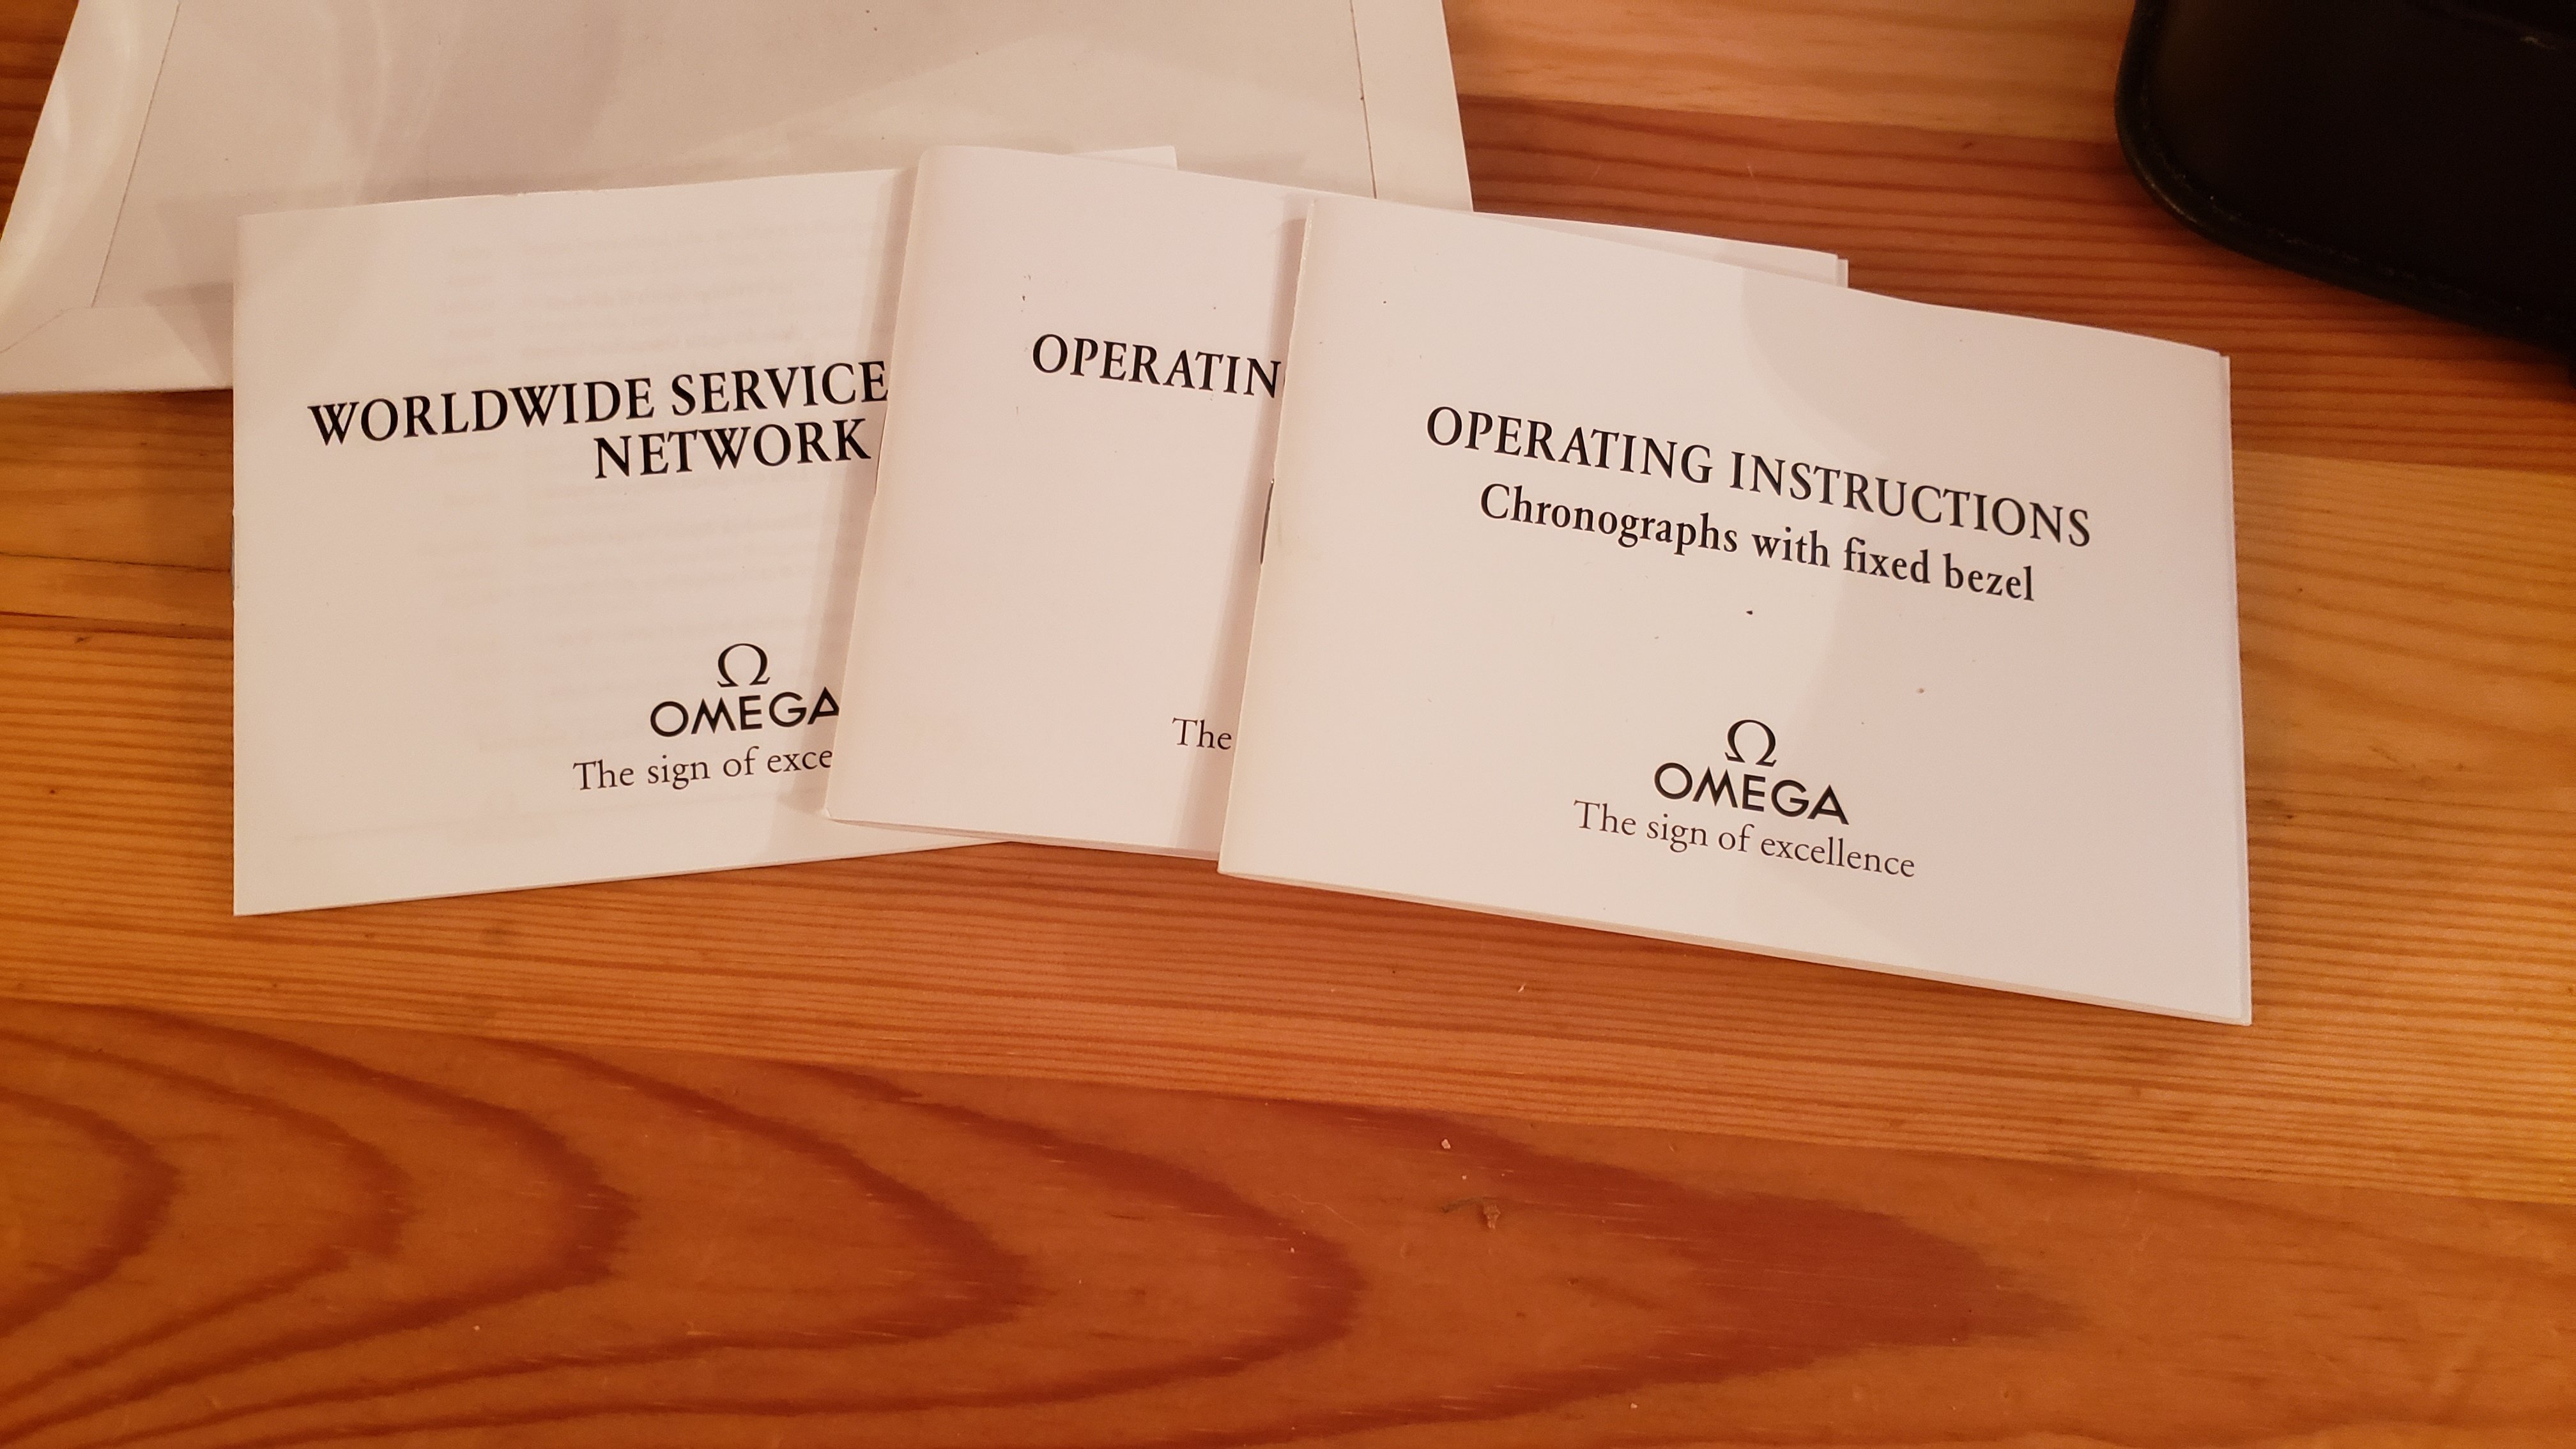 WORLDWIDE SERVICE
NETWORK
Ω
OMEGA
The sign of exce
OPERATIN
The
OPERATING INSTRUCTIONS
Chronographs with fixed bezel
Ω
OMEGA
The sign of excellence